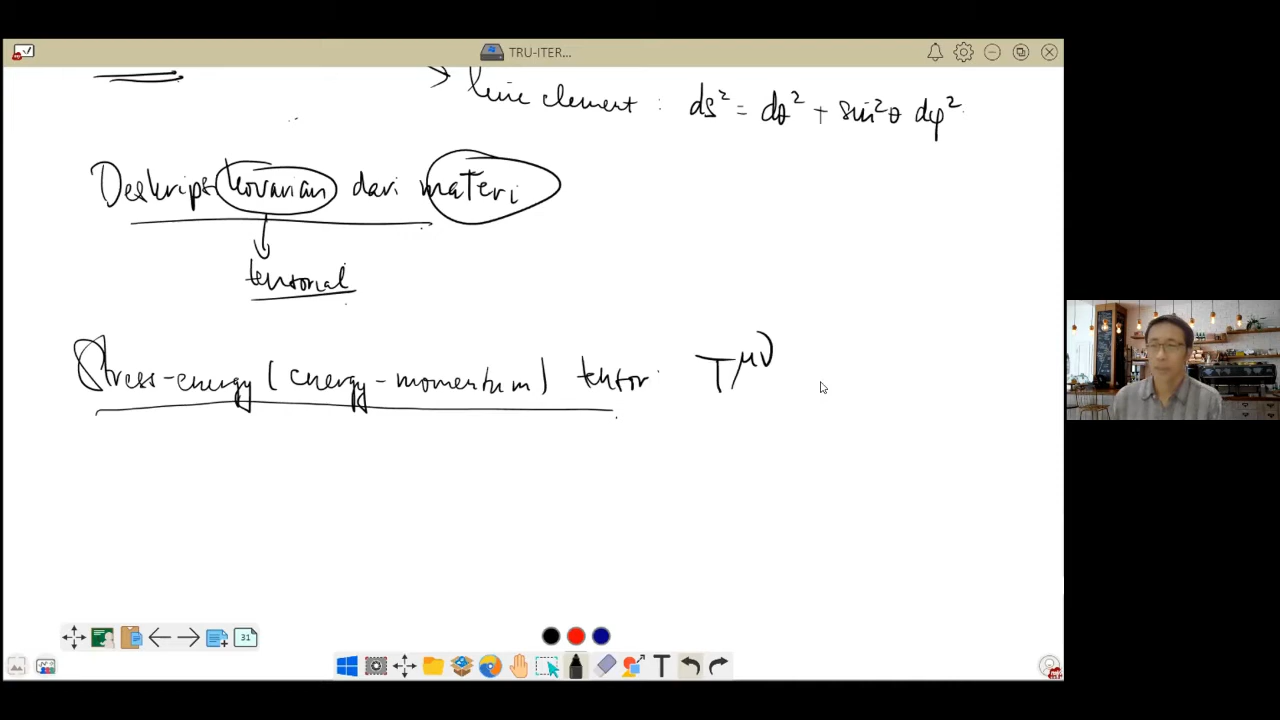 TRU-ITER...
line element : ds² = dθ² + sin²θ dφ²
Deskripsi kovarian dari materi
tensorial
Stress-energy (energy-momentum) tensor: T^μν
31
T